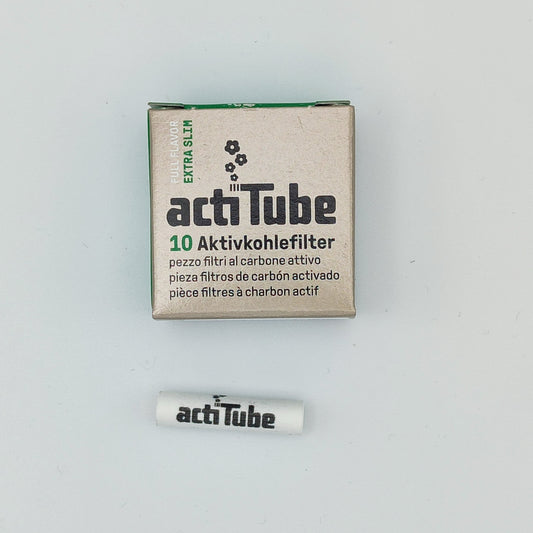 FULL FLAVOR
EXTRA SLIM
actiTube
10 Aktivkohlefilter
pezzo filtri al carbone attivo
pieza filtros de carbón activado
pièce filtres à charbon actif
actiTube